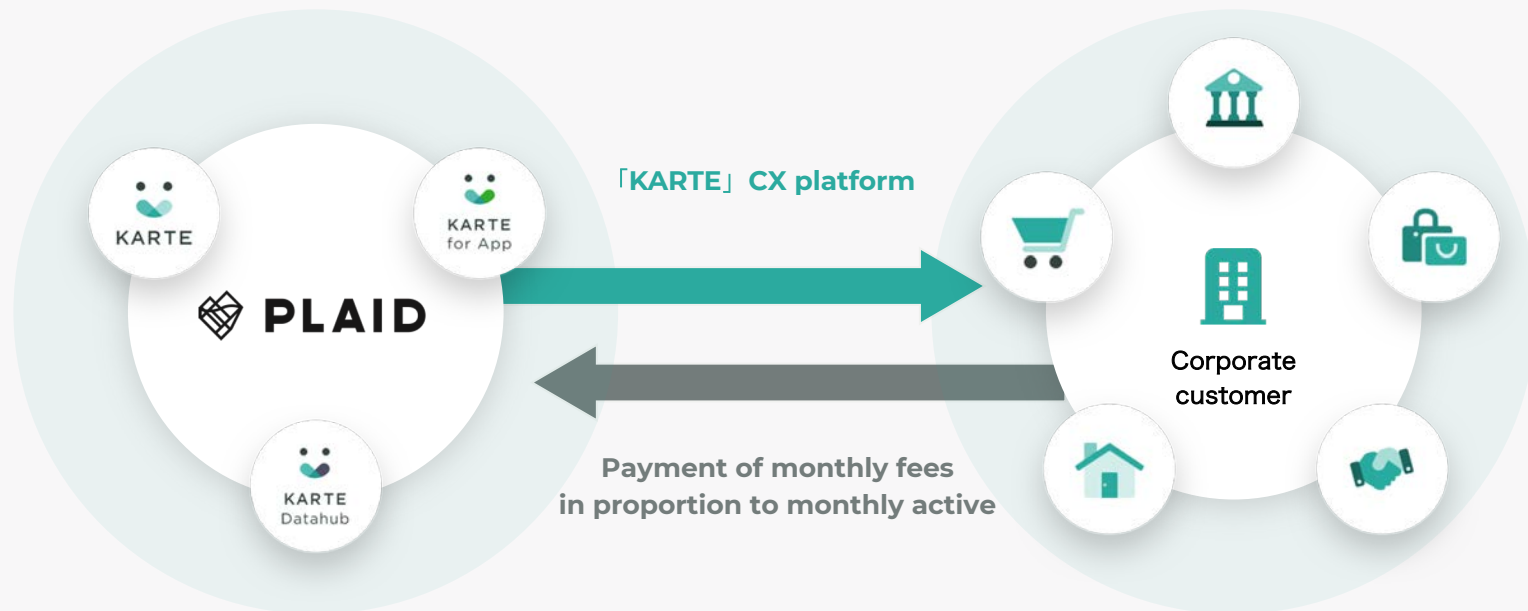 KARTE
KARTE
for App
PLAID
KARTE
Datahub
「KARTE」 CX platform
Payment of monthly fees
in proportion to monthly active
Corporate
customer